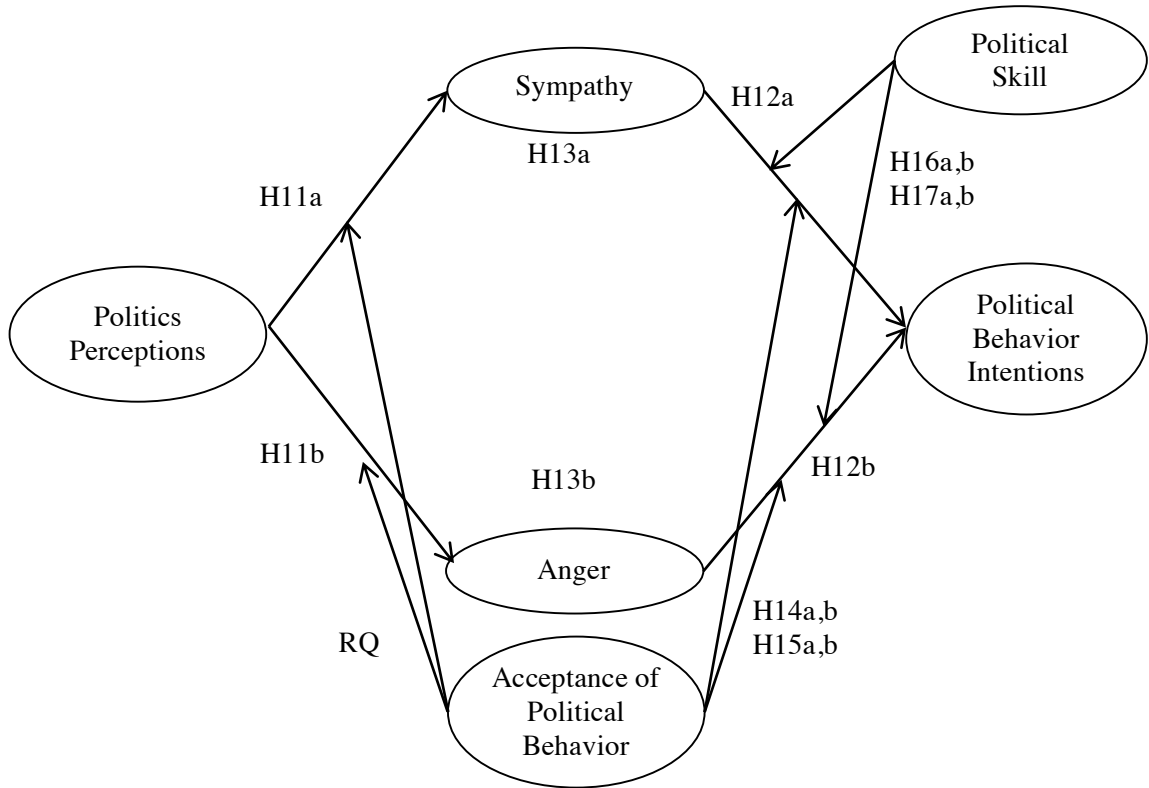 Political
Skill
Sympathy
H12a
H13a
H16a,b
H17a,b
H11a
Politics
Perceptions
Political
Behavior
Intentions
H11b
H13b
H12b
Anger
H14a,b
H15a,b
RQ
Acceptance of
Political
Behavior